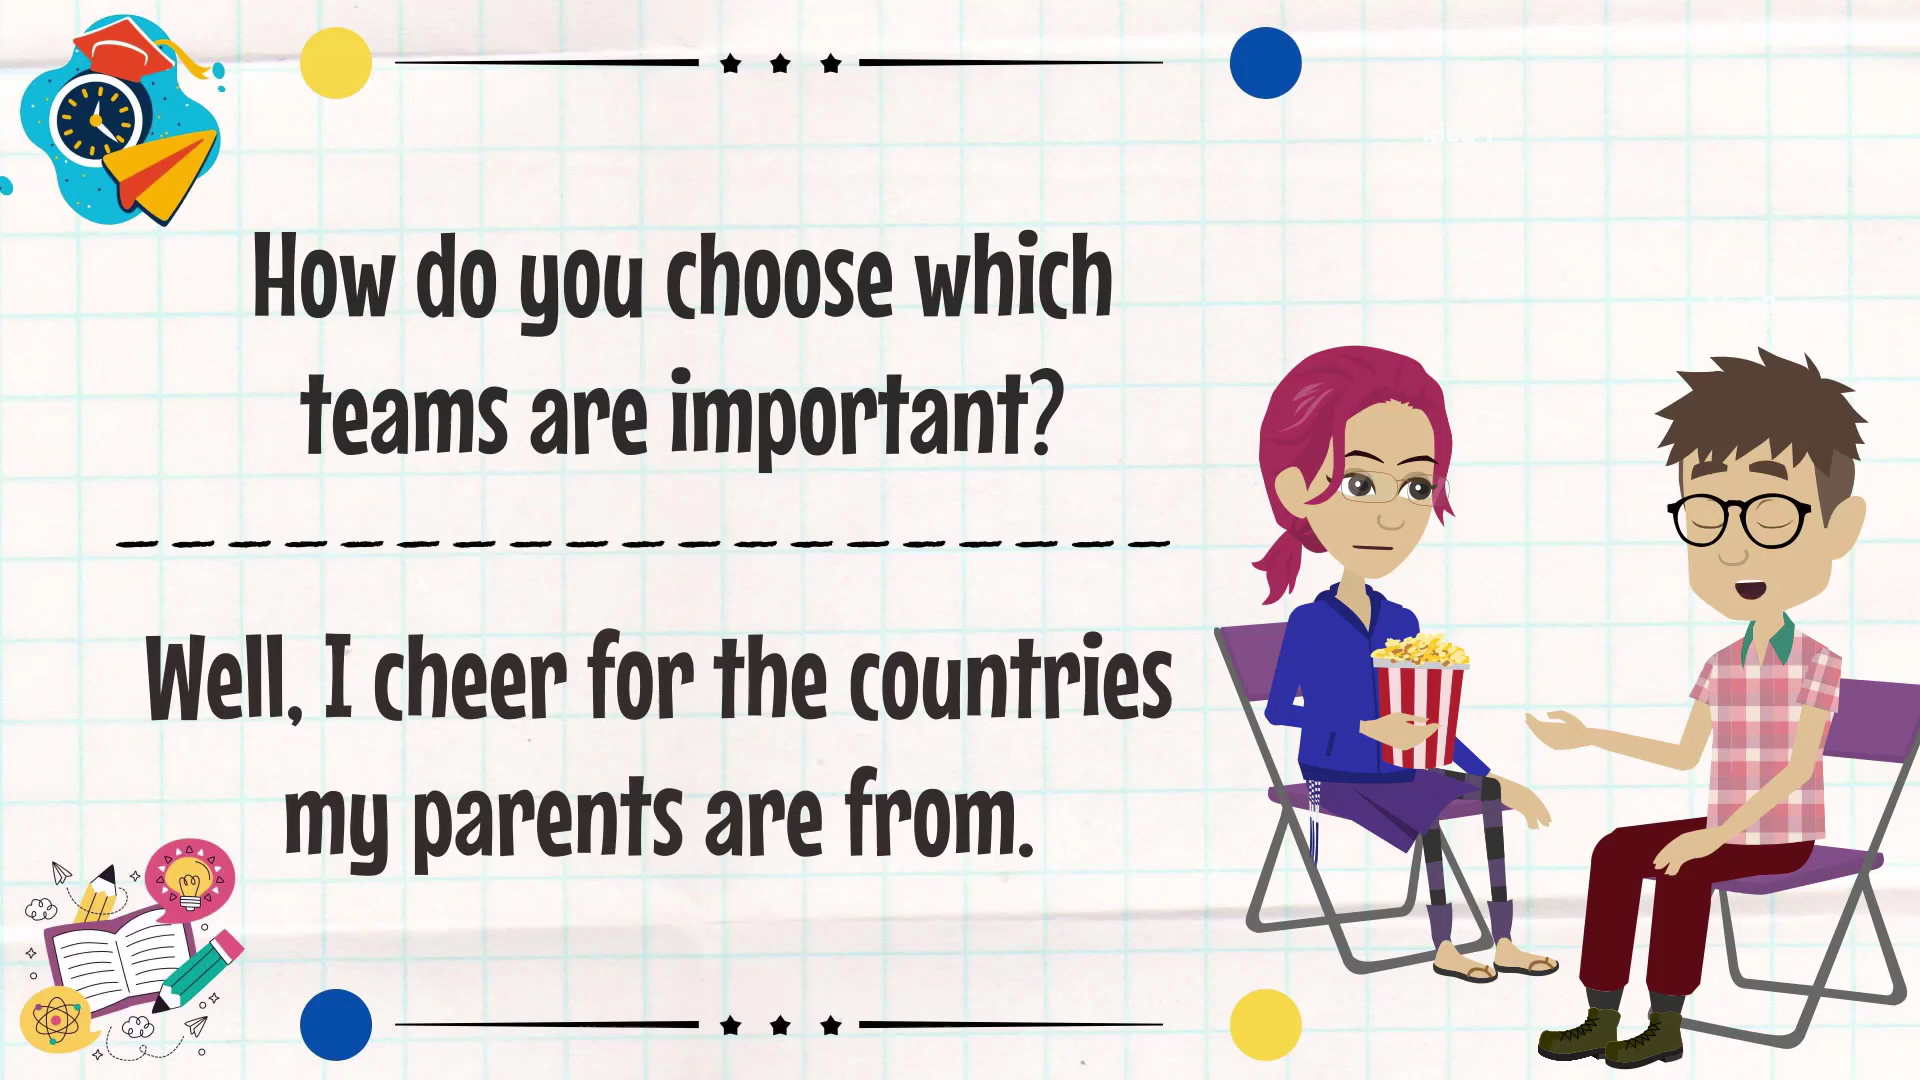 How do you choose which
teams are important?
Well, I cheer for the countries
my parents are from.